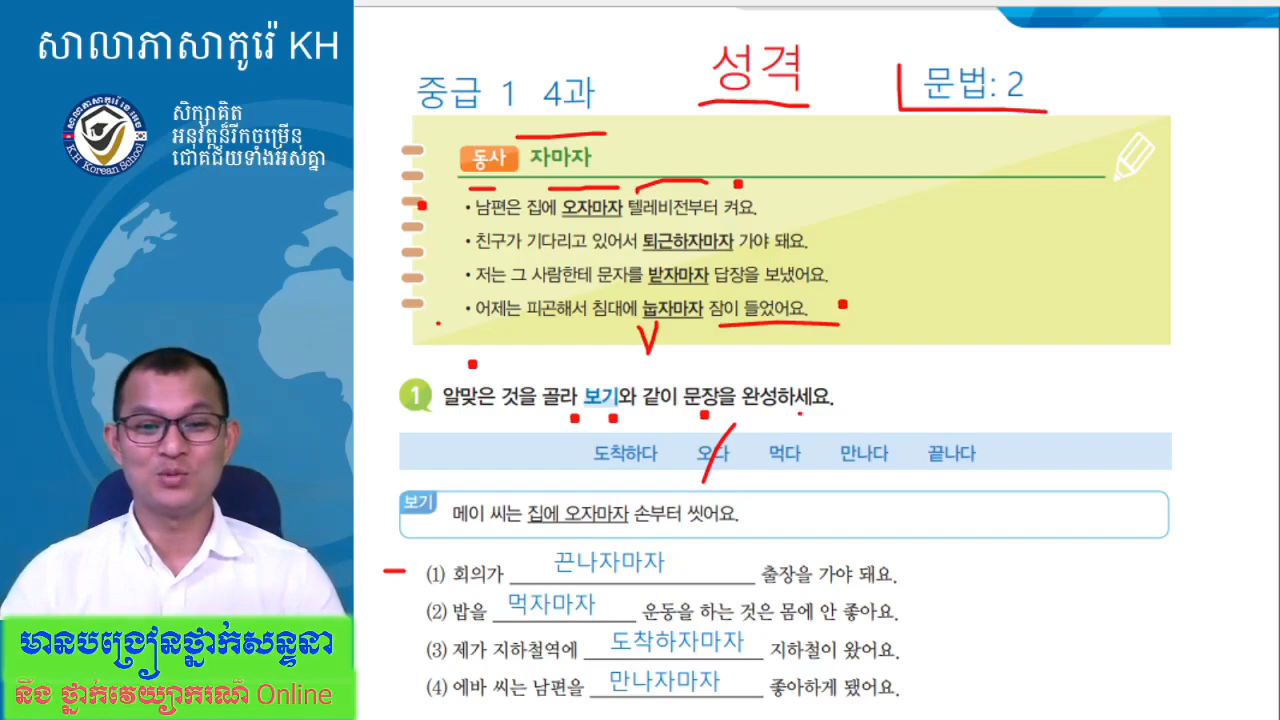 សាលាភាសាកូរ៉េ KH
សាលាភាសាកូរ៉េ ខេ អេច
K.H Korean School
សិក្សាគិត
អនុវត្តន៍រីកចម្រើន
ជោគជ័យទាំងអស់គ្នា
중급 1 4과
성격
문법: 2
동사 자마자
• 남편은 집에 오자마자 텔레비전부터 켜요.
• 친구가 기다리고 있어서 퇴근하자마자 가야 돼요.
• 저는 그 사람한테 문자를 받자마자 답장을 보냈어요.
• 어제는 피곤해서 침대에 눕자마자 잠이 들었어요.
1 알맞은 것을 골라 보기와 같이 문장을 완성하세요.
도착하다 오다 먹다 만나다 끝나다
보기
메이 씨는 집에 오자마자 손부터 씻어요.
(1) 회의가 끈나자마자 출장을 가야 돼요.
(2) 밥을 먹자마자 운동을 하는 것은 몸에 안 좋아요.
(3) 제가 지하철역에 도착하자마자 지하철이 왔어요.
(4) 에바 씨는 남편을 만나자마자 좋아하게 됐어요.
មានបង្រៀនថ្នាក់សន្ទនា
នឹង ថ្នាក់វេយ្យាករណ៍ Online